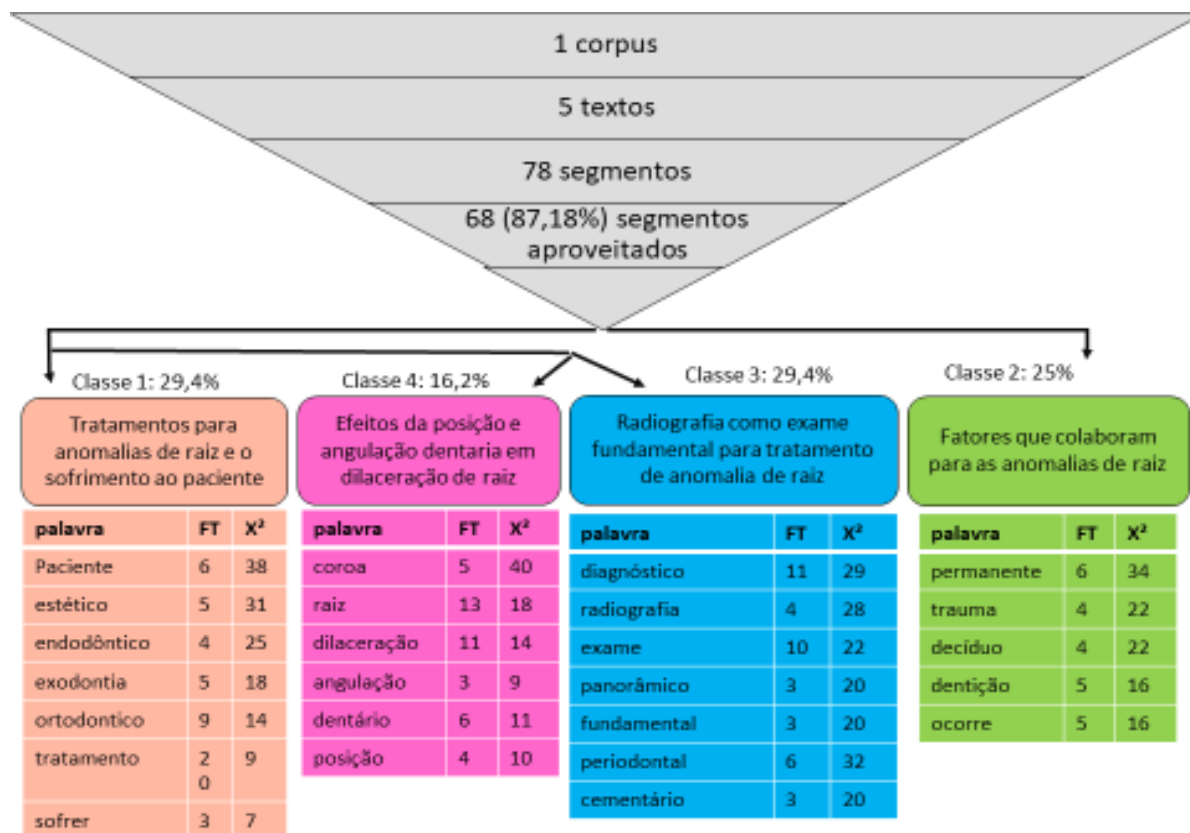 1 corpus
5 textos
78 segmentos
68 (87,18%) segmentos
aproveitados
Classe 1: 29,4%
Tratamentos para
anomalias de raiz e o
sofrimento ao paciente
palavra FT X²
Paciente 6 38
estético 5 31
endodôntico 4 25
exodontia 5 18
ortodontico 9 14
tratamento 2 9
0
sofrer 3 7
Classe 4: 16,2%
Efeitos da posição e
angulação dentaria em
dilaceração de raiz
palavra FT X²
coroa 5 40
raiz 13 18
dilaceração 11 14
angulação 3 9
dentário 6 11
posição 4 10
Classe 3: 29,4%
Radiografia como exame
fundamental para tratamento
de anomalia de raiz
palavra FT X²
diagnóstico 11 29
radiografia 4 28
exame 10 22
panorâmico 3 20
fundamental 3 20
periodontal 6 32
cementário 3 20
Classe 2: 25%
Fatores que colaboram
para as anomalias de raiz
palavra FT X²
permanente 6 34
trauma 4 22
decíduo 4 22
dentição 5 16
ocorre 5 16